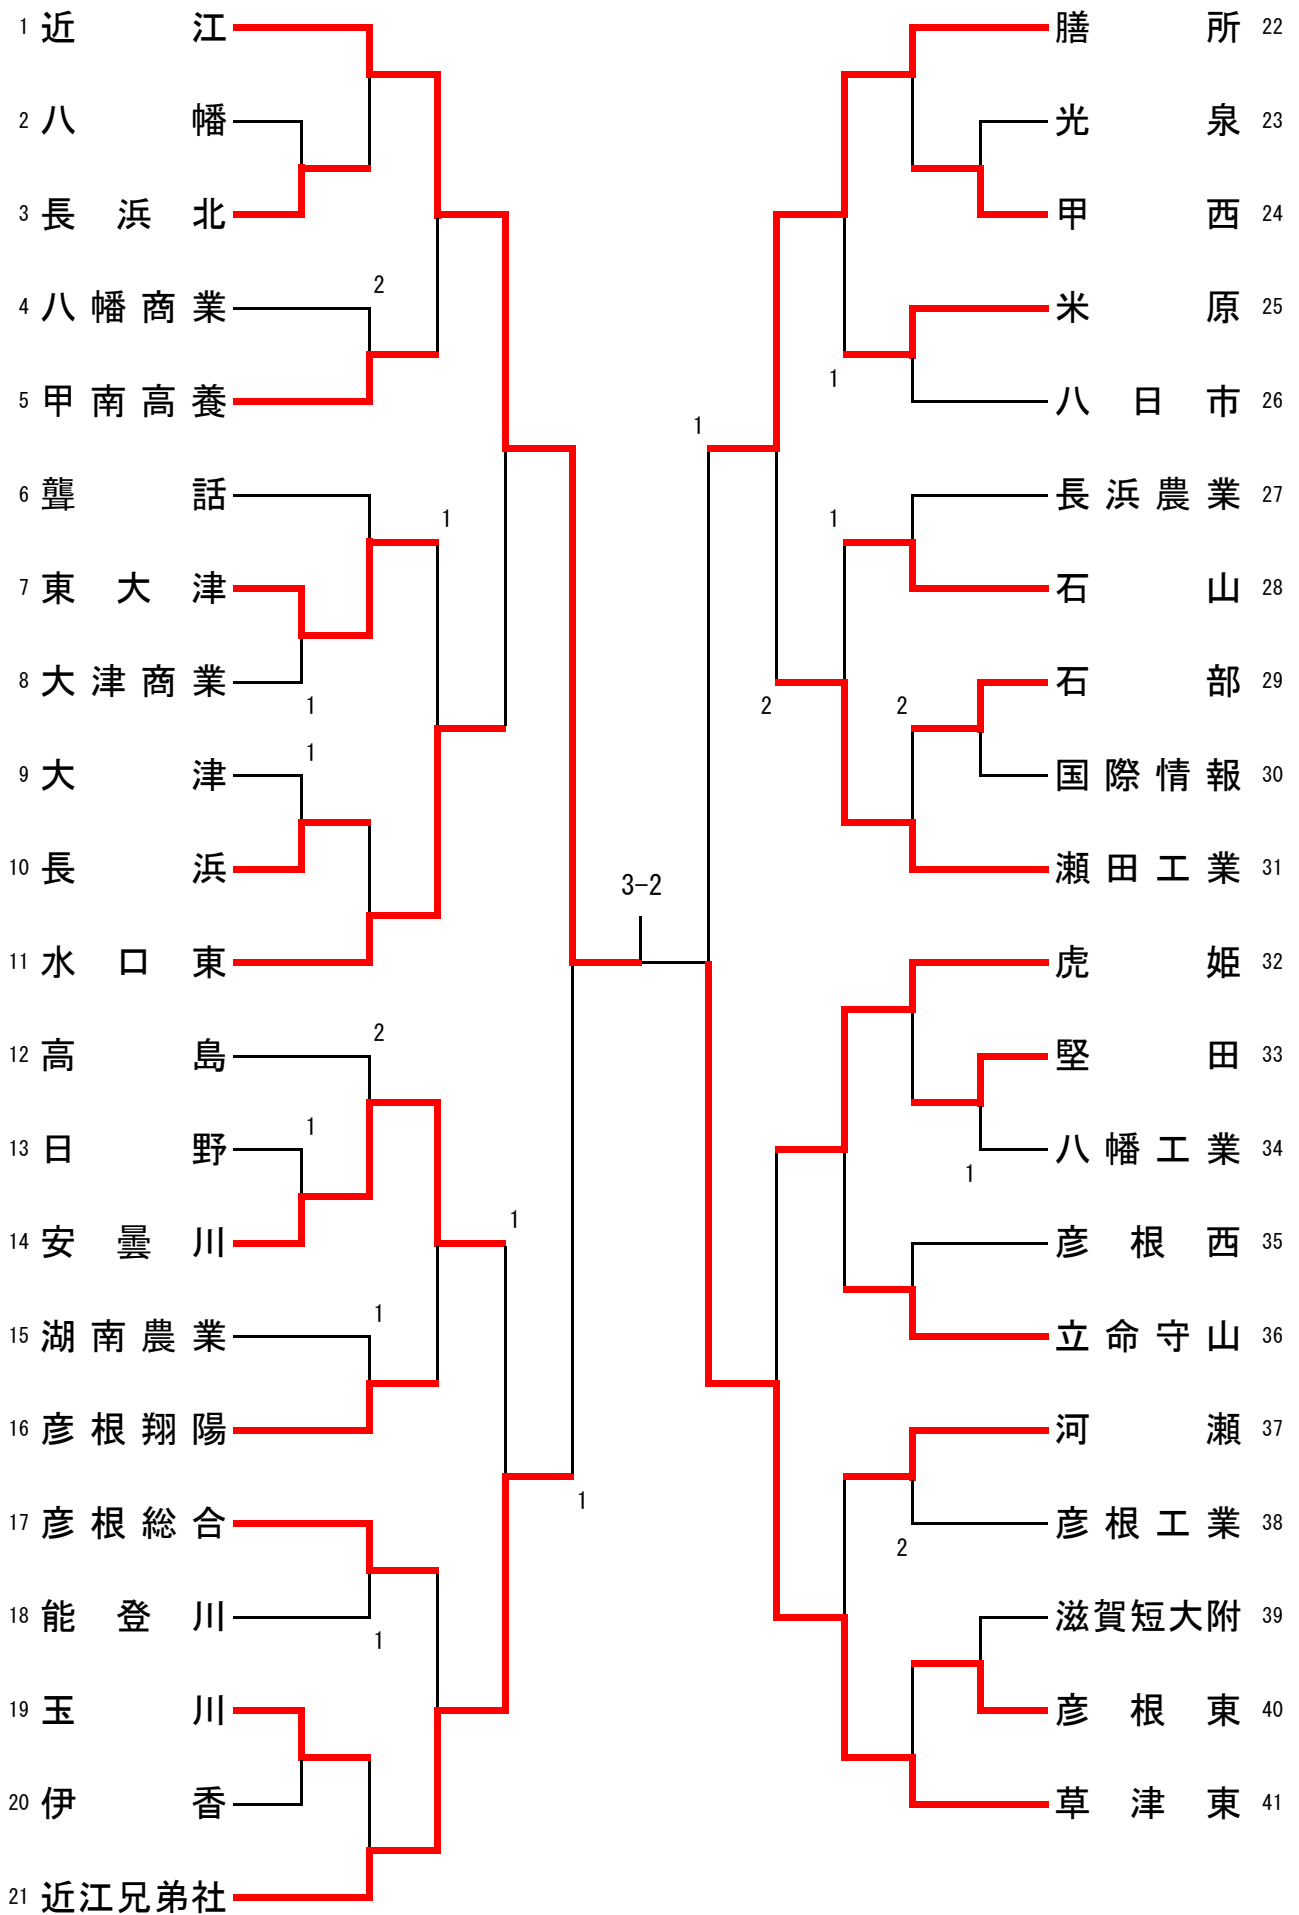 1 近江
2 八幡
3 長浜北
4 八幡商業
2
5 甲南高養
6 聾話
1
7 東大津
8 大津商業
1
1
9 大津
10 長浜
11 水口東
12 高島
2
13 日野
1
14 安曇川
1
15 湖南農業
1
16 彦根翔陽
17 彦根総合
1
18 能登川
1
19 玉川
20 伊香
21 近江兄弟社
3-2
膳所 22
光泉 23
甲西 24
米原 25
1
八日市 26
1
長浜農業 27
1
石山 28
石部 29
2
2
国際情報 30
瀬田工業 31
虎姫 32
堅田 33
八幡工業 34
1
彦根西 35
立命守山 36
河瀬 37
彦根工業 38
2
滋賀短大附 39
彦根東 40
草津東 41